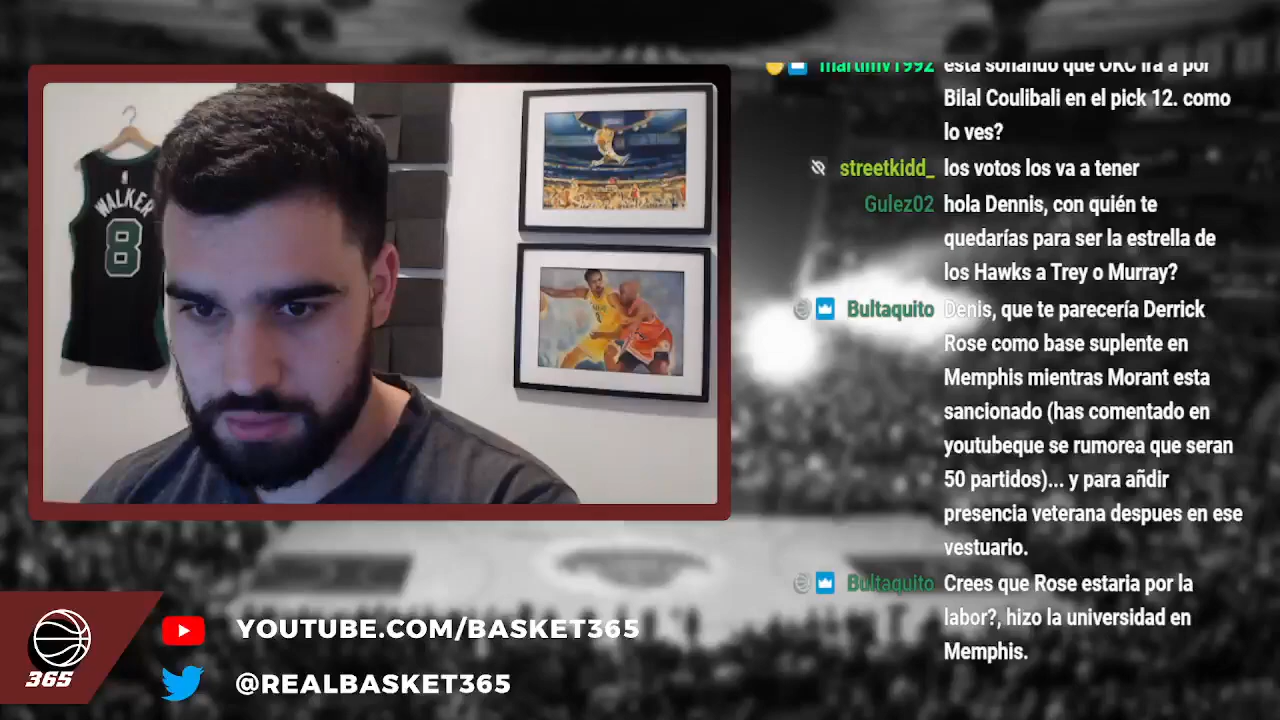 martinv1992 está soñando que OKC irá a por
Bilal Coulibali en el pick 12. como
lo ves?
streetkidd_ los votos los va a tener
Gulez02 hola Dennis, con quién te
quedarías para ser la estrella de
los Hawks a Trey o Murray?
Bultaquito Denis, que te parecería Derrick
Rose como base suplente en
Memphis mientras Morant esta
sancionado (has comentado en
youtubeque se rumorea que seran
50 partidos)... y para añdir
presencia veterana despues en ese
vestuario.
Bultaquito Crees que Rose estaria por la
labor?, hizo la universidad en
Memphis.
WALKER
8
365
YOUTUBE.COM/BASKET365
@REALBASKET365